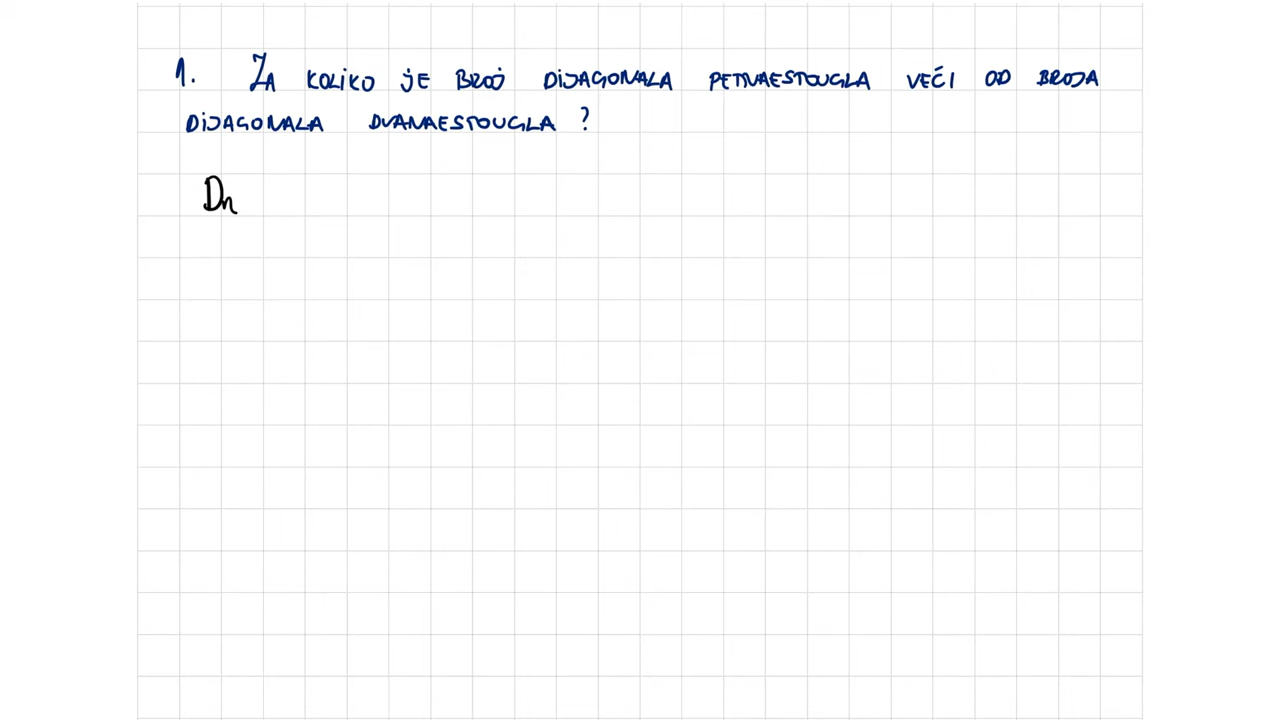 1. ZA KOLIKO JE BROJ DIJAGONALA PETNAESTOUGLA VEĆI OD BROJA
DIJAGONALA DVANAESTOUGLA ?
Dn